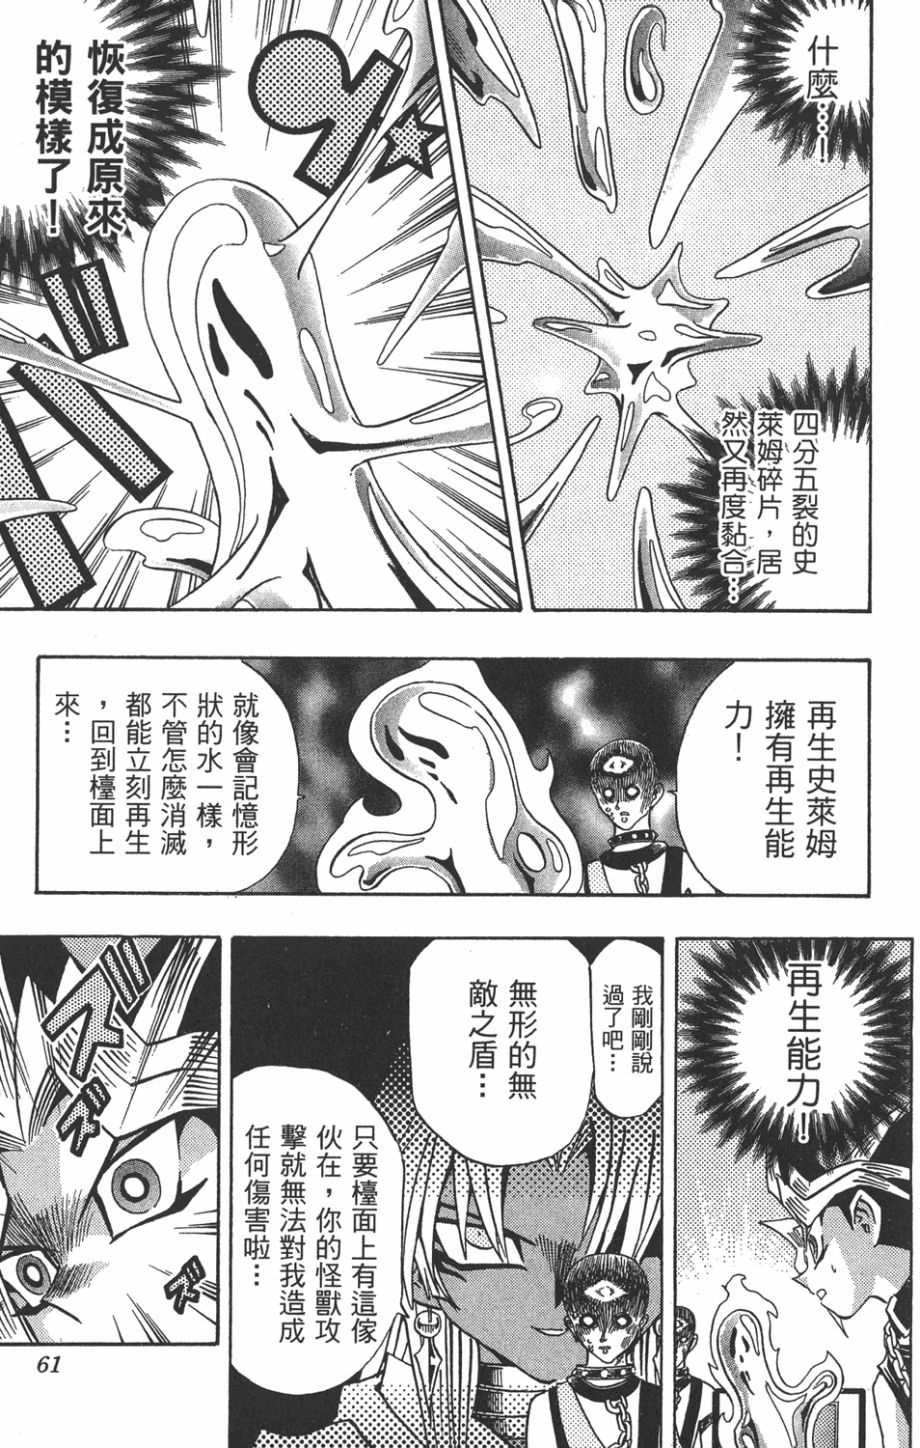 什麼…！
四分五裂的史
萊姆碎片，居
然又再度黏合…
恢復成原來
的模樣了！
再生史萊姆
擁有再生能
力！
就像會記憶形
狀的水一樣，
不管怎麼消滅
都能立刻再生
，回到檯面上
來…
再生能力！
我剛剛說
過了吧…
無形的無
敵之盾…
只要檯面上有這傢
伙在，你的怪獸攻
擊就無法對我造成
任何傷害啦…
ズズ
ズズ
ズズ
61